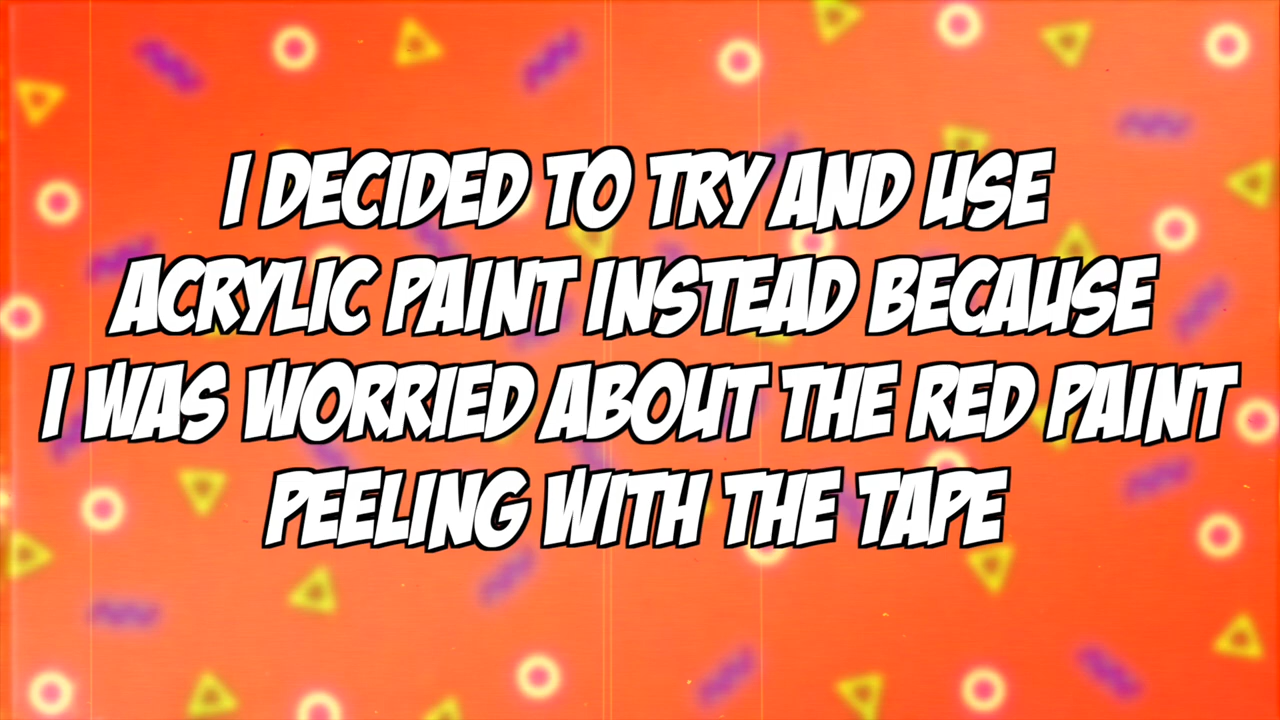 I DECIDED TO TRY AND USE
ACRYLIC PAINT INSTEAD BECAUSE
I WAS WORRIED ABOUT THE RED PAINT
PEELING WITH THE TAPE